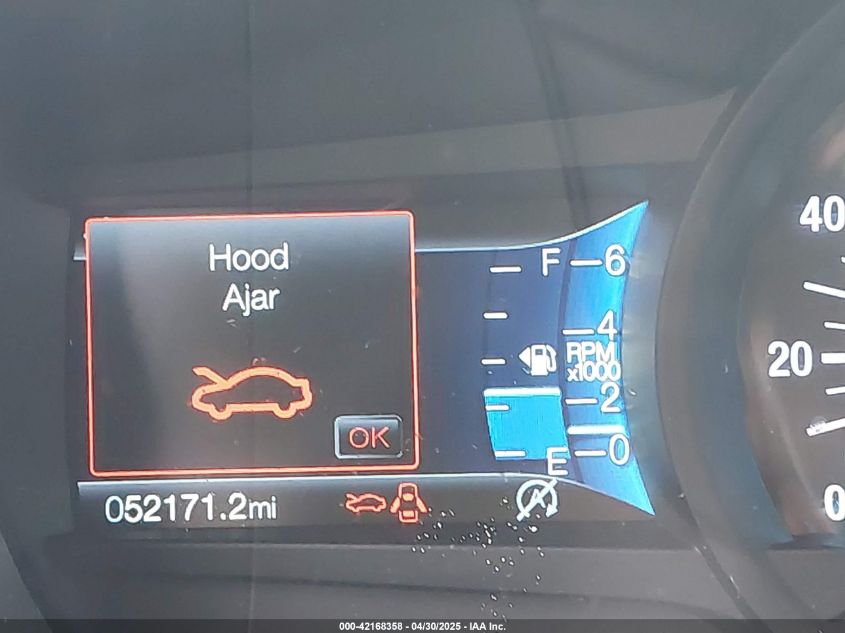 Hood
Ajar
OK
F
E
6
4
RPM
x1000
2
0
052171.2mi
A
40
20
0
000-42168358 - 04/30/2025 - IAA Inc.